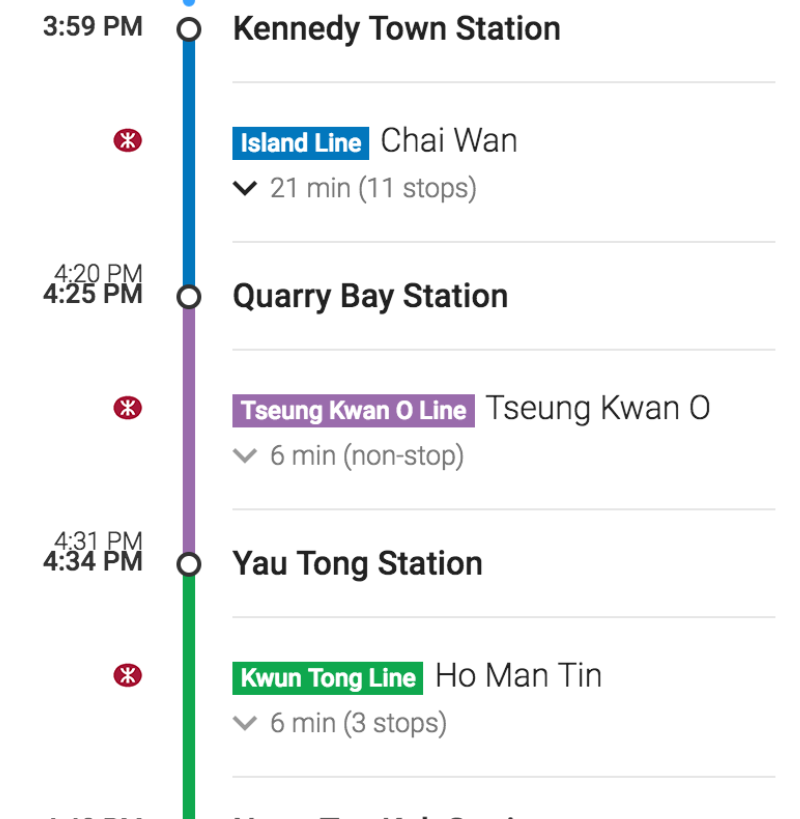 3:59 PM Kennedy Town Station
Island Line Chai Wan
21 min (11 stops)
4:20 PM
4:25 PM Quarry Bay Station
Tseung Kwan O Line Tseung Kwan O
6 min (non-stop)
4:31 PM
4:34 PM Yau Tong Station
Kwun Tong Line Ho Man Tin
6 min (3 stops)